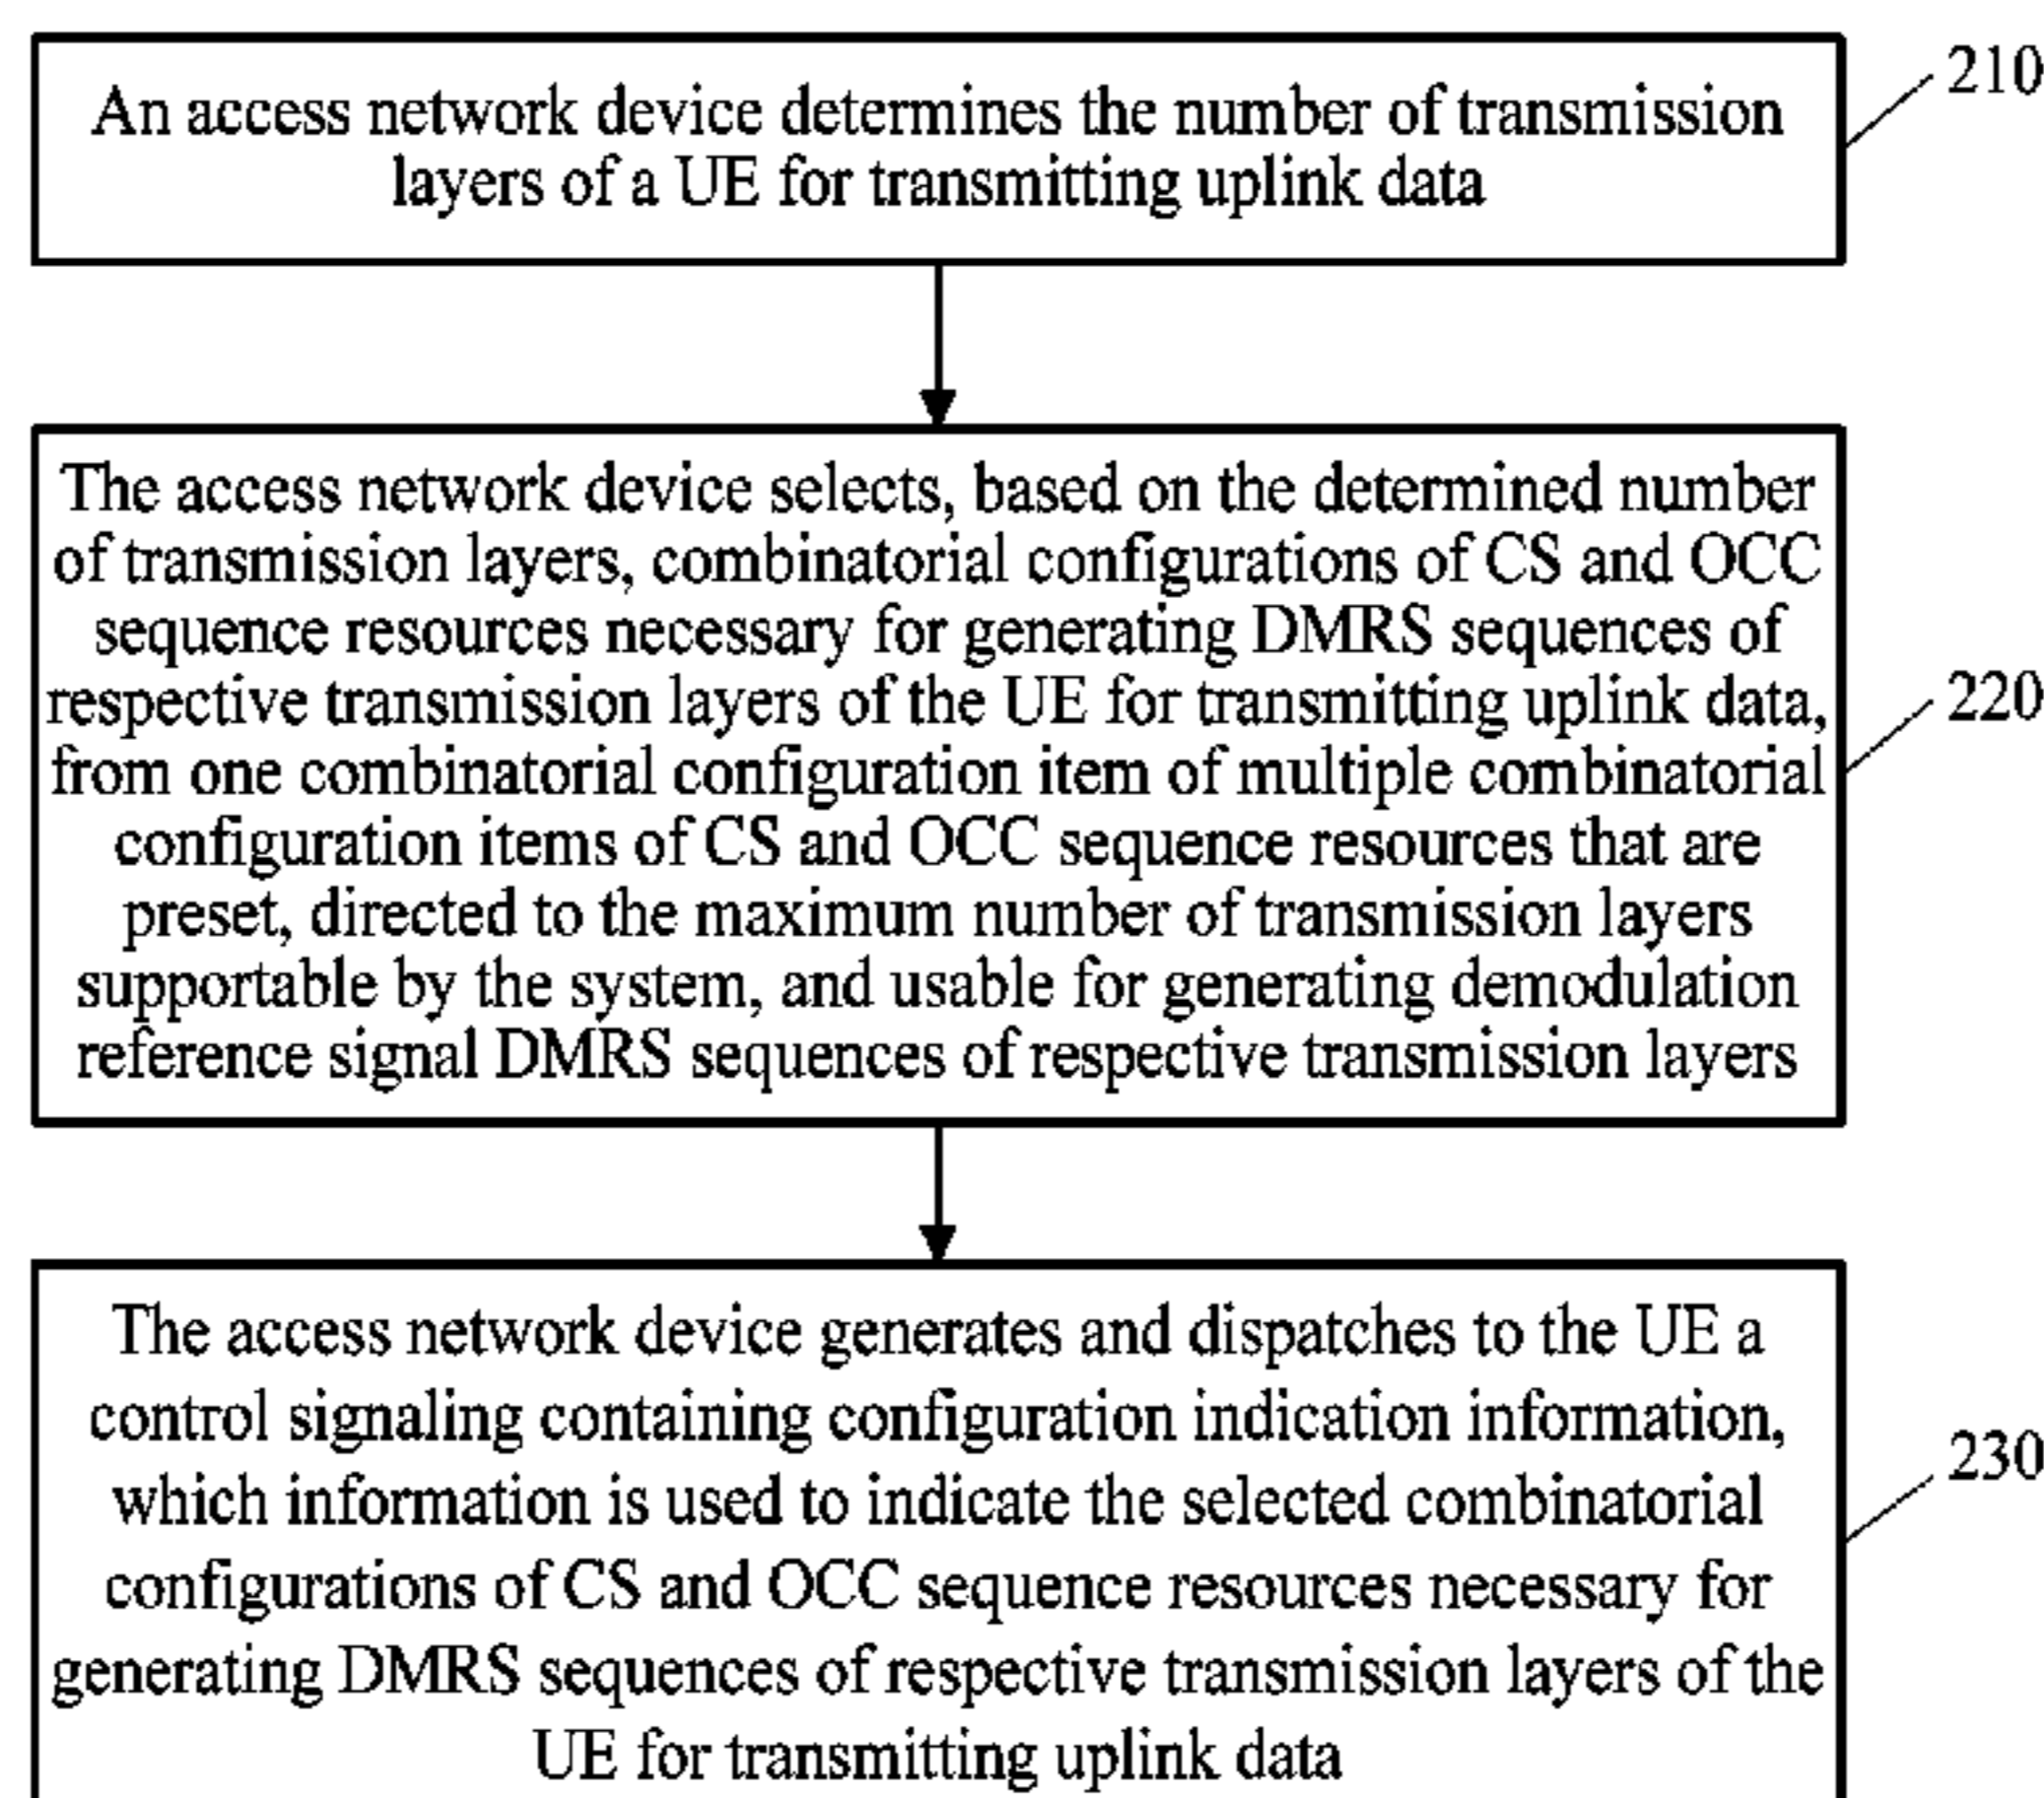 An access network device determines the number of transmission
layers of a UE for transmitting uplink data
210
The access network device selects, based on the determined number
of transmission layers, combinatorial configurations of CS and OCC
sequence resources necessary for generating DMRS sequences of
respective transmission layers of the UE for transmitting uplink data,
from one combinatorial configuration item of multiple combinatorial
configuration items of CS and OCC sequence resources that are
preset, directed to the maximum number of transmission layers
supportable by the system, and usable for generating demodulation
reference signal DMRS sequences of respective transmission layers
220
The access network device generates and dispatches to the UE a
control signaling containing configuration indication information,
which information is used to indicate the selected combinatorial
configurations of CS and OCC sequence resources necessary for
generating DMRS sequences of respective transmission layers of the
UE for transmitting uplink data
230